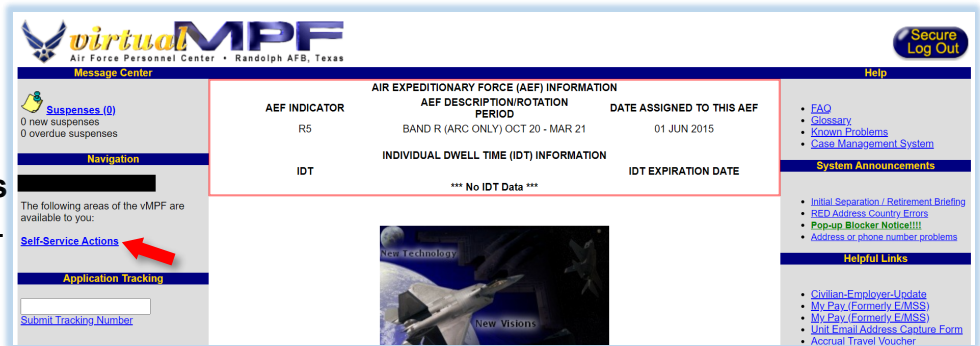 virtual MPF
Air Force Personnel Center • Randolph AFB, Texas
Secure
Log Out
Message Center
Suspenses (0)
0 new suspenses
0 overdue suspenses
Navigation
s
The following areas of the vMPF are
available to you:
Self-Service Actions
Application Tracking
Submit Tracking Number
AIR EXPEDITIONARY FORCE (AEF) INFORMATION
AEF INDICATOR
AEF DESCRIPTION/ROTATION
PERIOD
DATE ASSIGNED TO THIS AEF
R5
BAND R (ARC ONLY) OCT 20 - MAR 21
01 JUN 2015
INDIVIDUAL DWELL TIME (IDT) INFORMATION
IDT
IDT EXPIRATION DATE
*** No IDT Data ***
New Technology
New Visions
Help
FAQ
Glossary
Known Problems
Case Management System
System Announcements
Initial Separation / Retirement Briefing
RED Address Country Errors
Pop-up Blocker Notice!!!!
Address or phone number problems
Helpful Links
Civilian-Employer-Update
My Pay (Formerly E/MSS)
My Pay (Formerly E/MSS)
Unit Email Address Capture Form
Accrual Travel Voucher